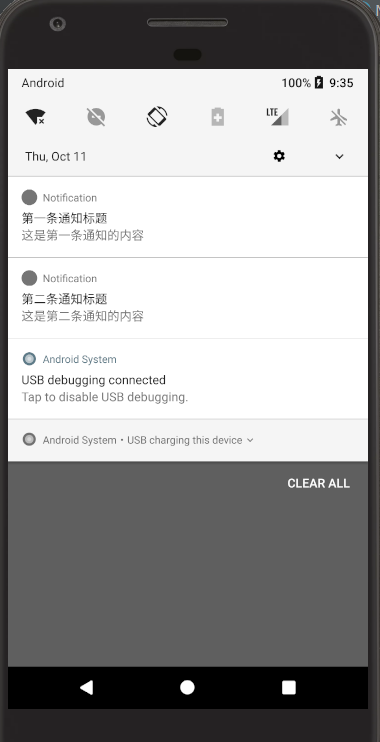 Android 100% 9:35
LTE
Thu, Oct 11
Notification
第一条通知标题
这是第一条通知的内容
Notification
第二条通知标题
这是第二条通知的内容
Android System
USB debugging connected
Tap to disable USB debugging.
Android System • USB charging this device
CLEAR ALL